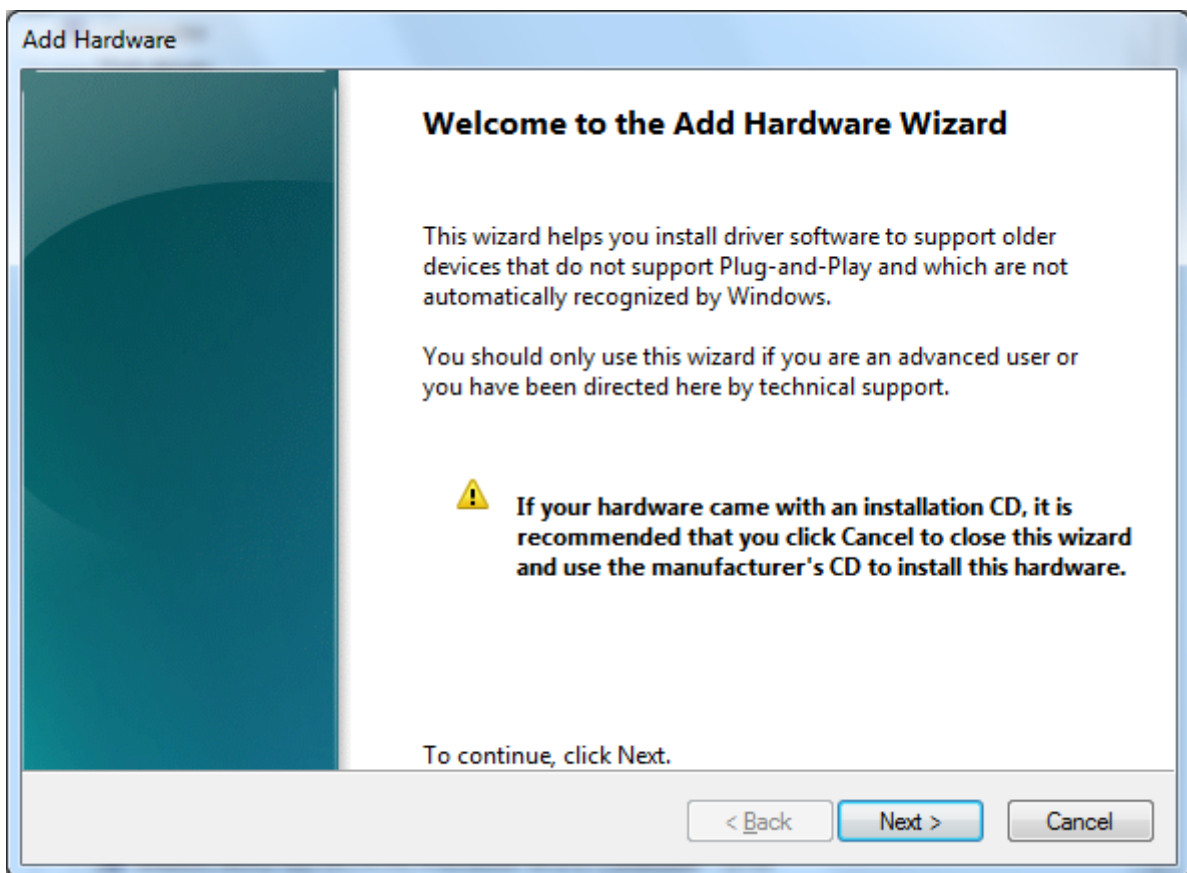 Add Hardware
Welcome to the Add Hardware Wizard
This wizard helps you install driver software to support older
devices that do not support Plug-and-Play and which are not
automatically recognized by Windows.
You should only use this wizard if you are an advanced user or
you have been directed here by technical support.
If your hardware came with an installation CD, it is
recommended that you click Cancel to close this wizard
and use the manufacturer's CD to install this hardware.
To continue, click Next.
< Back Next > Cancel